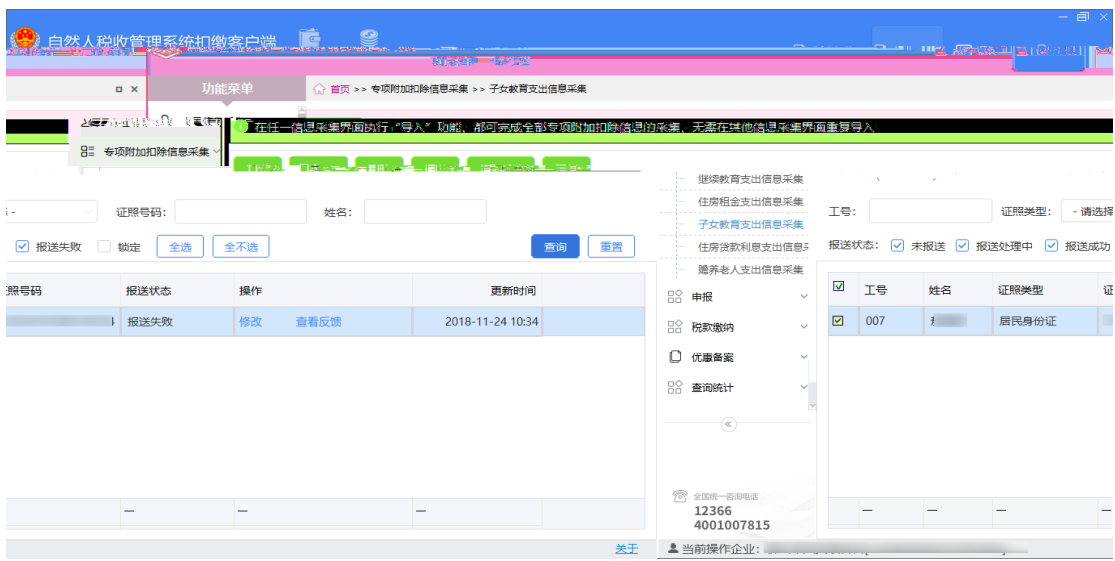 自然人税收管理系统扣缴客户端
功能菜单
首页 >> 专项附加扣除信息采集 >> 子女教育支出信息采集
在任一信息采集界面执行，“导入”功能，都可完成全部专项附加扣除信息的采集，无需在其他信息采集界面重复导入
专项附加扣除信息采集
证照号码：
姓名：
报送失败
锁定
全选
全不选
查询
重置
照号码
报送状态
操作
更新时间
报送失败
修改
查看反馈
2018-11-24 10:34
—
—
—
关于
继续教育支出信息采集
住房租金支出信息采集
子女教育支出信息采集
住房贷款利息支出信息
赡养老人支出信息采集
申报
税款缴纳
优惠备案
查询统计
全国统一咨询电话
12366
4001007815
工号：
证照类型：
- 请选择
报送状态：
未报送
报送处理中
报送成功
工号
姓名
证照类型
证
007
居民身份证
—
—
—
—
当前操作企业：